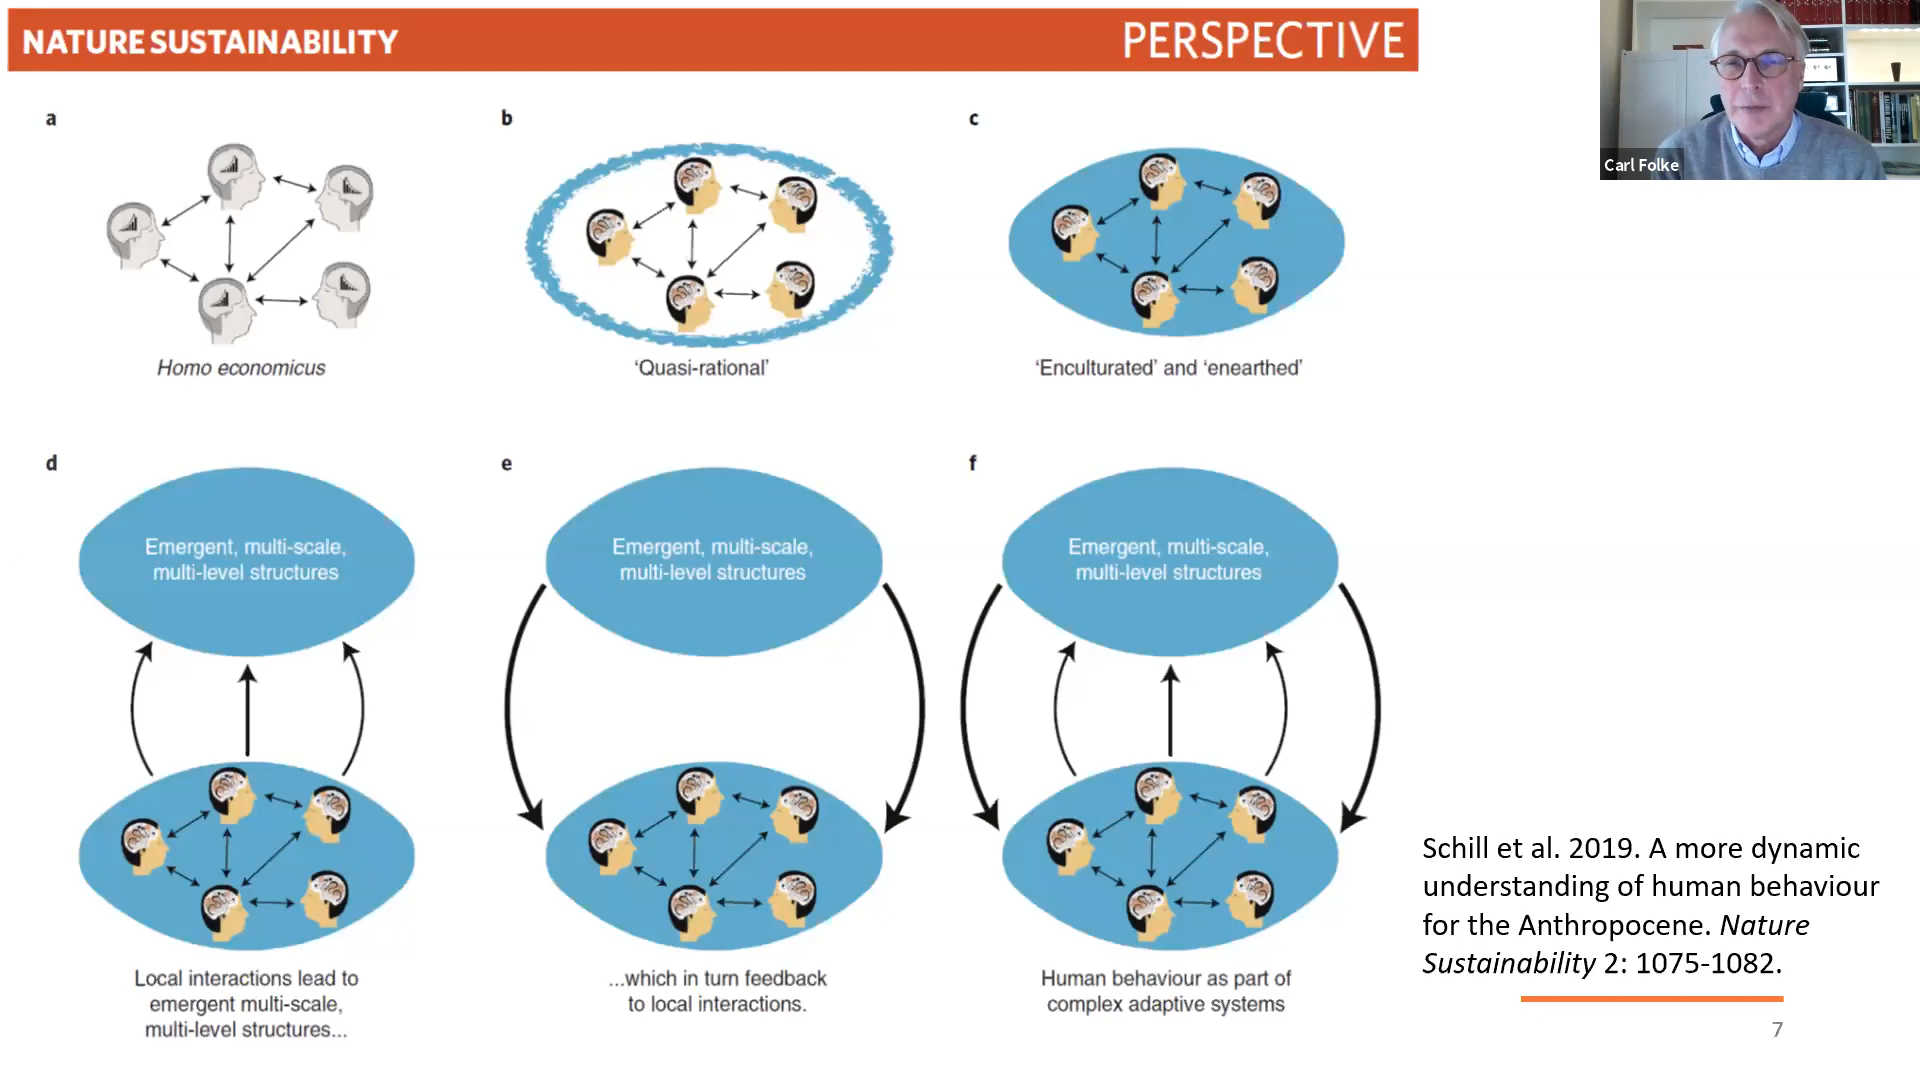 NATURE SUSTAINABILITY
PERSPECTIVE
Carl Folke
a
b
c
Homo economicus
‘Quasi-rational’
‘Enculturated’ and ‘enearthed’
d
e
f
Emergent, multi-scale,
multi-level structures
Emergent, multi-scale,
multi-level structures
Emergent, multi-scale,
multi-level structures
Local interactions lead to
emergent multi-scale,
multi-level structures...
...which in turn feedback
to local interactions.
Human behaviour as part of
complex adaptive systems
Schill et al. 2019. A more dynamic
understanding of human behaviour
for the Anthropocene. Nature
Sustainability 2: 1075-1082.
7